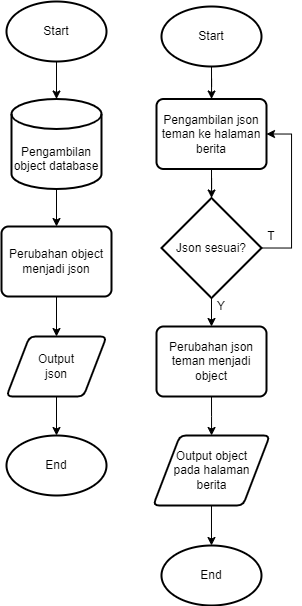 Start
Pengambilan
object database
Perubahan object
menjadi json
Output
json
End
Start
Pengambilan json
teman ke halaman
berita
Json sesuai?
T
Y
Perubahan json
teman menjadi
object
Output object
pada halaman
berita
End